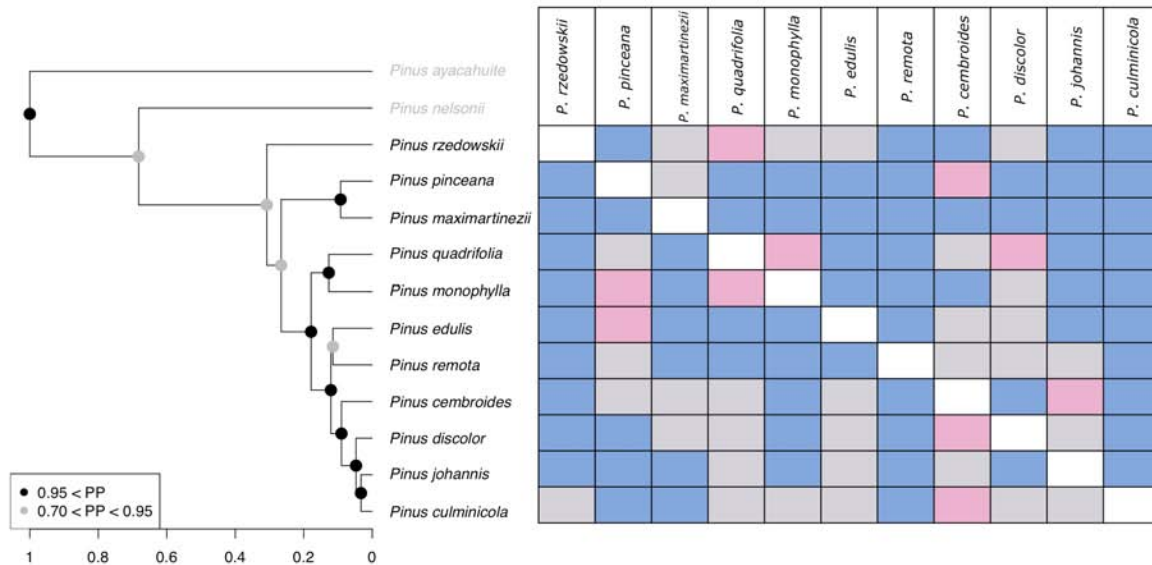 P. rzedowskii
P. pinceana
P. maximartinezii
P. quadrifolia
P. monophylla
P. edulis
P. remota
P. cembroides
P. discolor
P. johannis
P. culminicola
Pinus ayacahuite
Pinus nelsonii
Pinus rzedowskii
Pinus pinceana
Pinus maximartinezii
Pinus quadrifolia
Pinus monophylla
Pinus edulis
Pinus remota
Pinus cembroides
Pinus discolor
Pinus johannis
Pinus culminicola
0.95 < PP
0.70 < PP < 0.95
1 0.8 0.6 0.4 0.2 0